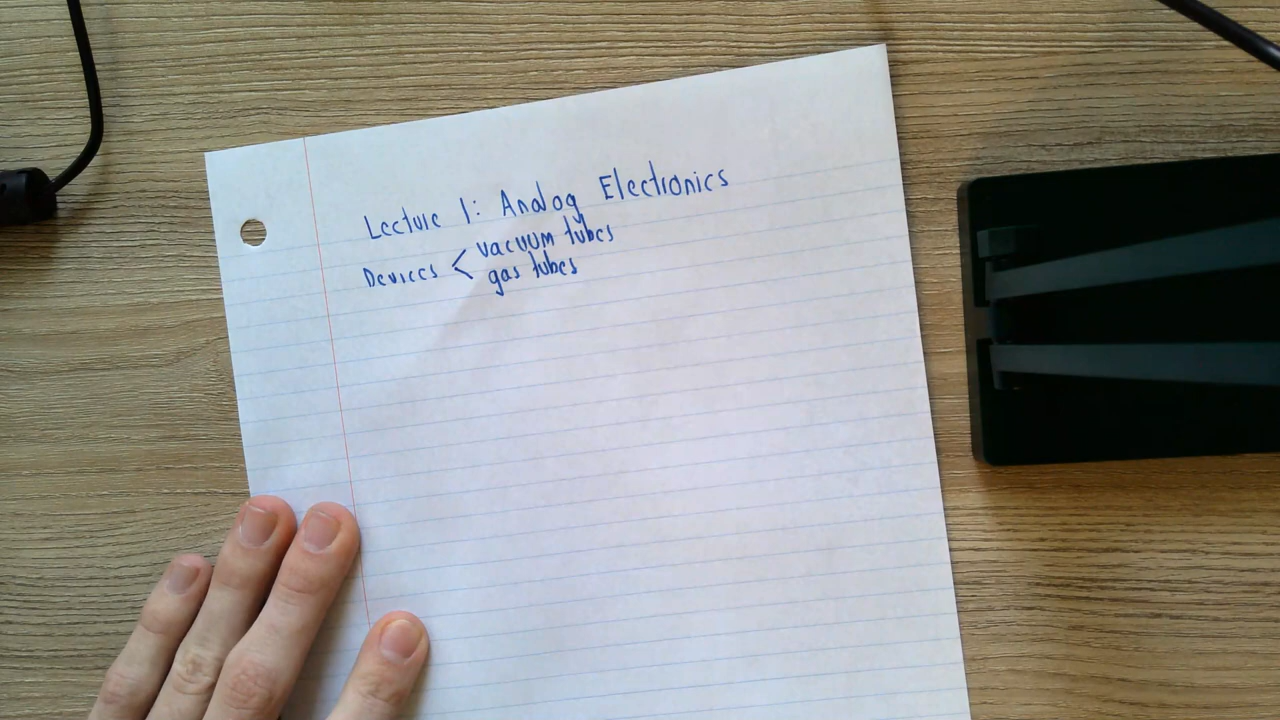 Lecture 1: Analog Electronics
Devices < vacuum tubes
gas tubes